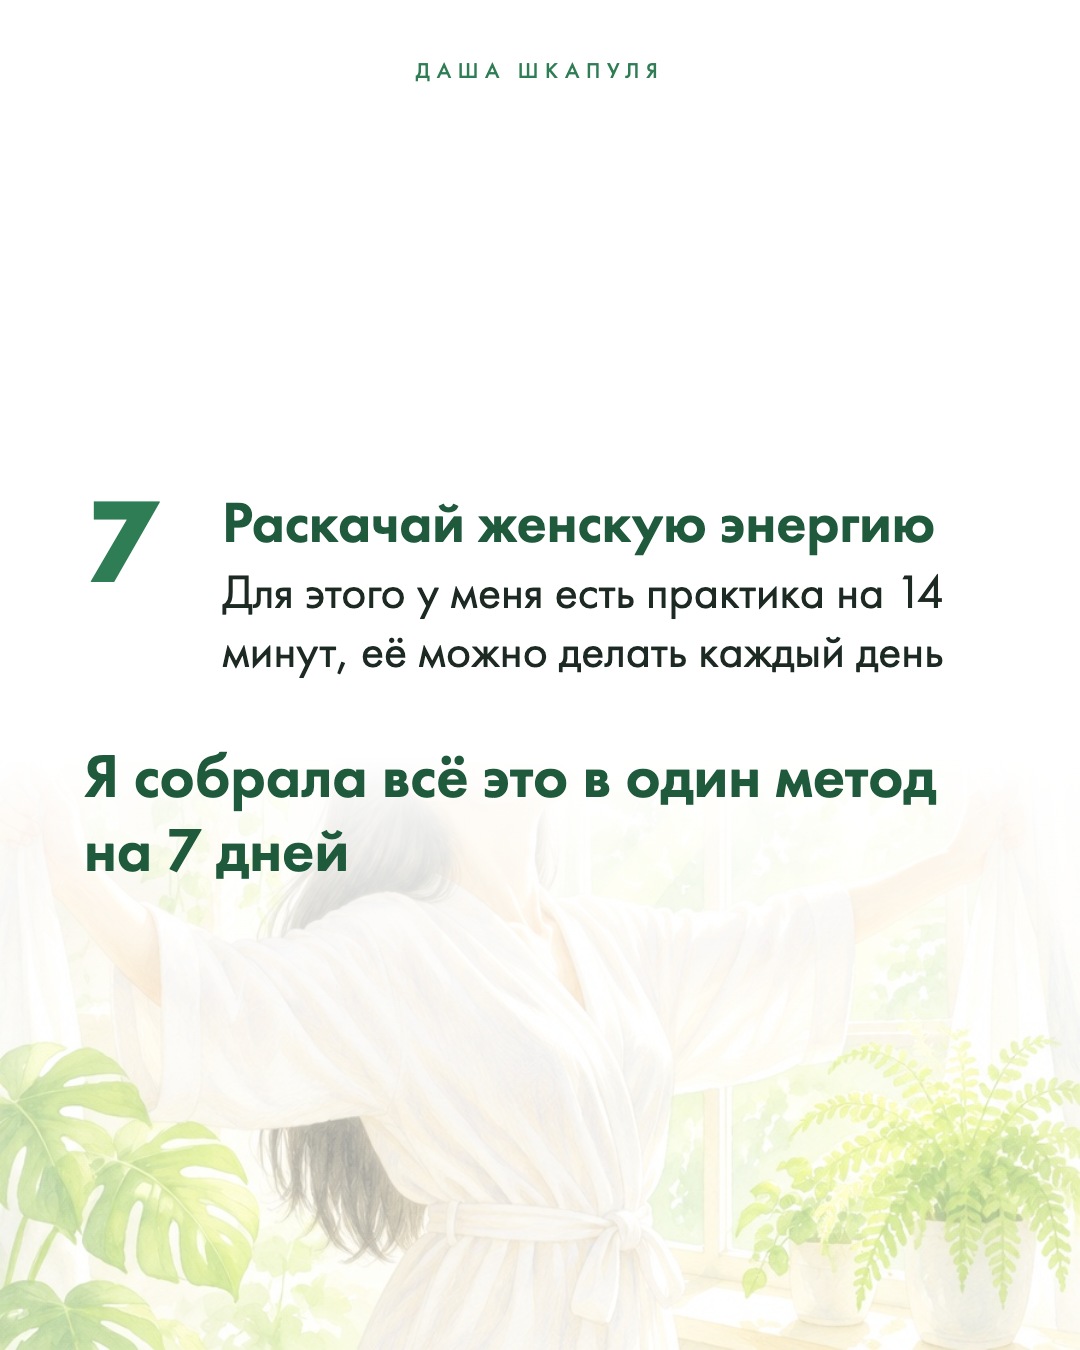 ДАША ШКАПУЛЯ
7
Раскачай женскую энергию
Для этого у меня есть практика на 14
минут, её можно делать каждый день
Я собрала всё это в один метод
на 7 дней